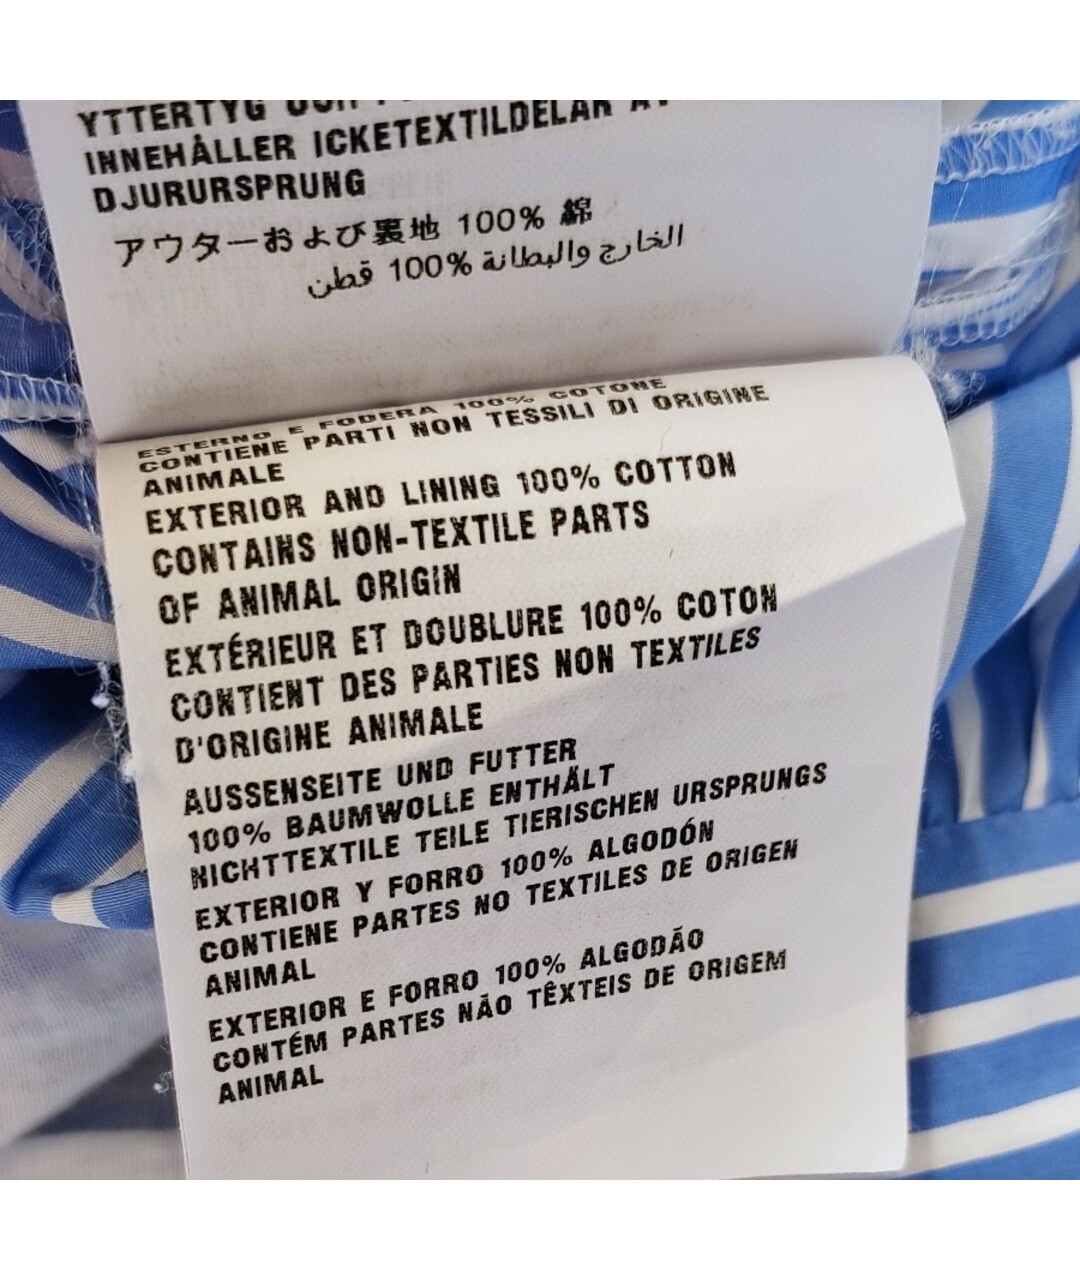 YTTERTYG
INNEHÅLLER ICKETEXTILDELAR AV
DJURURSPRUNG
アウターおよび裏地 100% 綿
الخارج والبطانة %100 قطن
ESTERNO E FODERA 100% COTONE
CONTIENE PARTI NON TESSILI DI ORIGINE
ANIMALE
EXTERIOR AND LINING 100% COTTON
CONTAINS NON-TEXTILE PARTS
OF ANIMAL ORIGIN
EXTÉRIEUR ET DOUBLURE 100% COTON
CONTIENT DES PARTIES NON TEXTILES
D'ORIGINE ANIMALE
AUSSENSEITE UND FUTTER
100% BAUMWOLLE ENTHÄLT
NICHTTEXTILE TEILE TIERISCHEN URSPRUNGS
EXTERIOR Y FORRO 100% ALGODÓN
CONTIENE PARTES NO TEXTILES DE ORIGEN
ANIMAL
EXTERIOR E FORRO 100% ALGODÃO
CONTÉM PARTES NÃO TÊXTEIS DE ORIGEM
ANIMAL